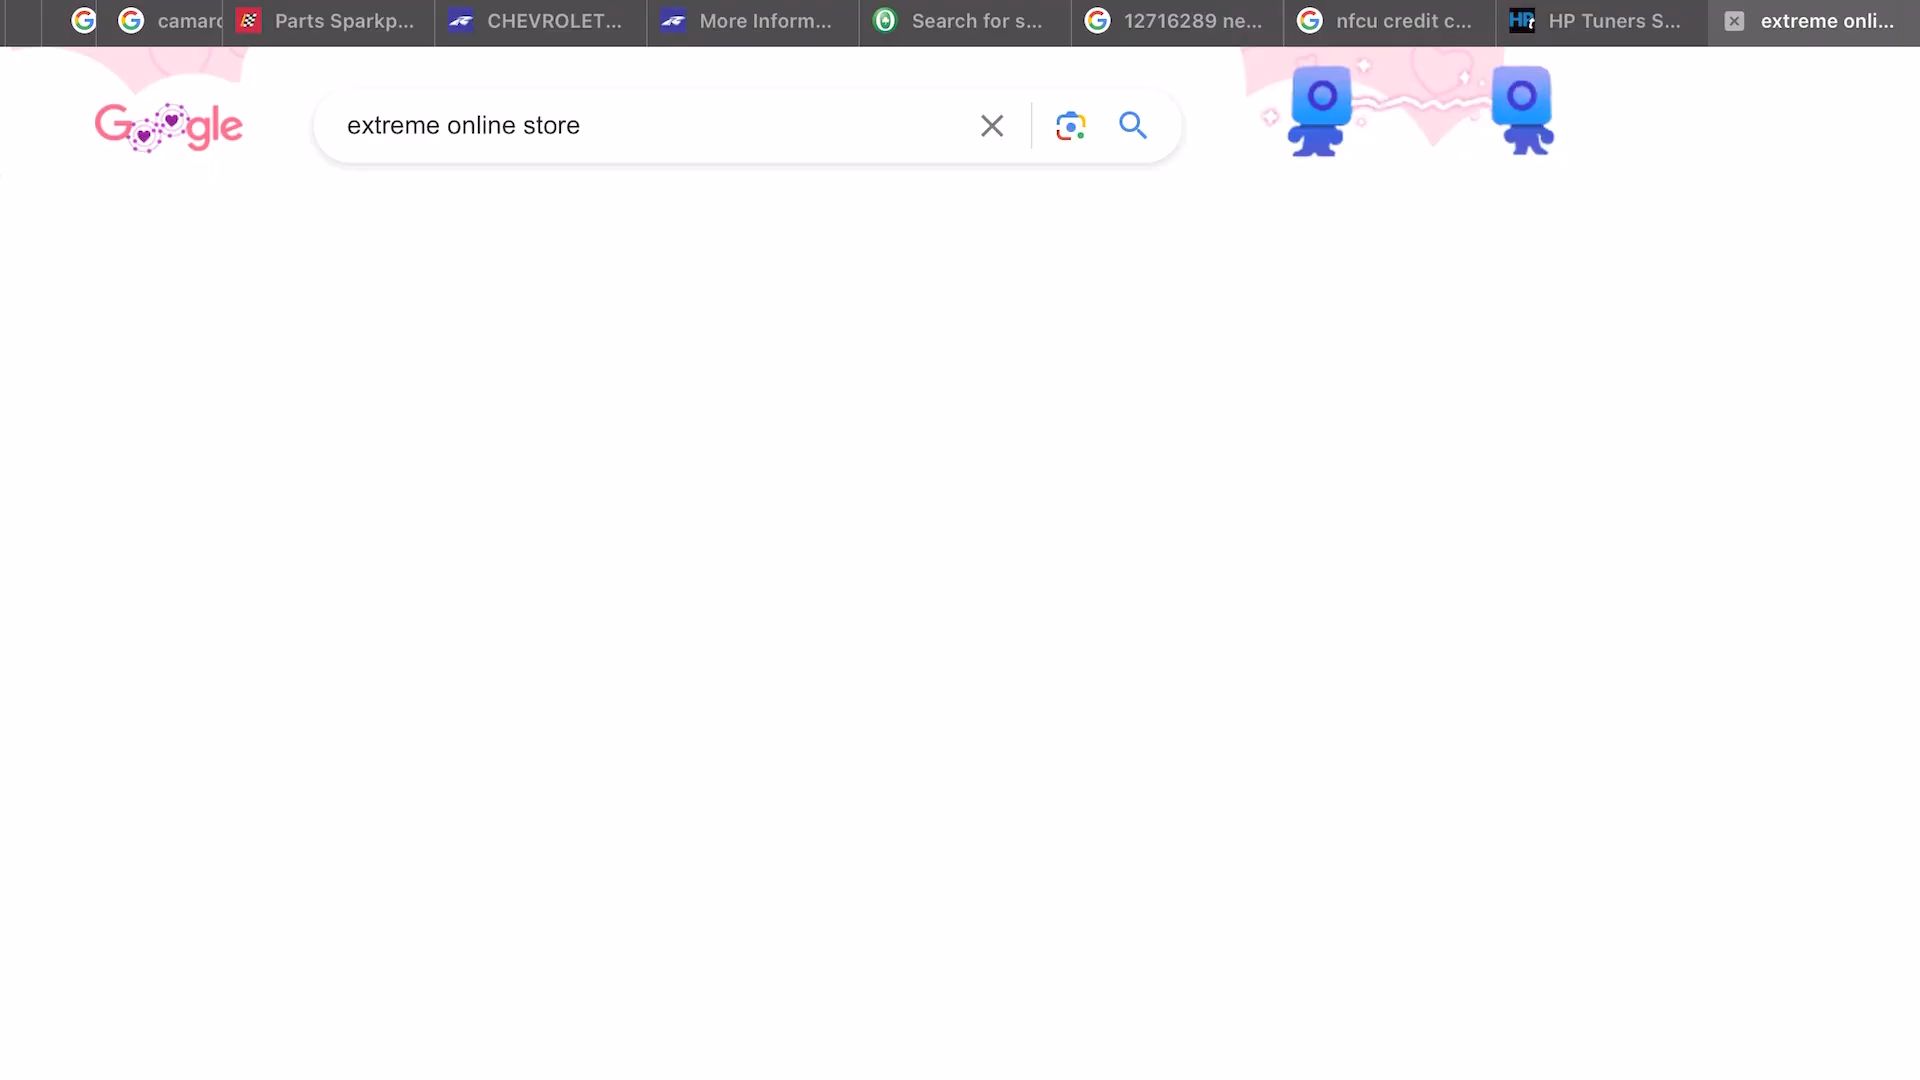 camaro
Parts Sparkp...
CHEVROLET...
More Inform...
Search for s...
12716289 ne...
nfcu credit c...
HP Tuners S...
extreme onli...
Google
extreme online store